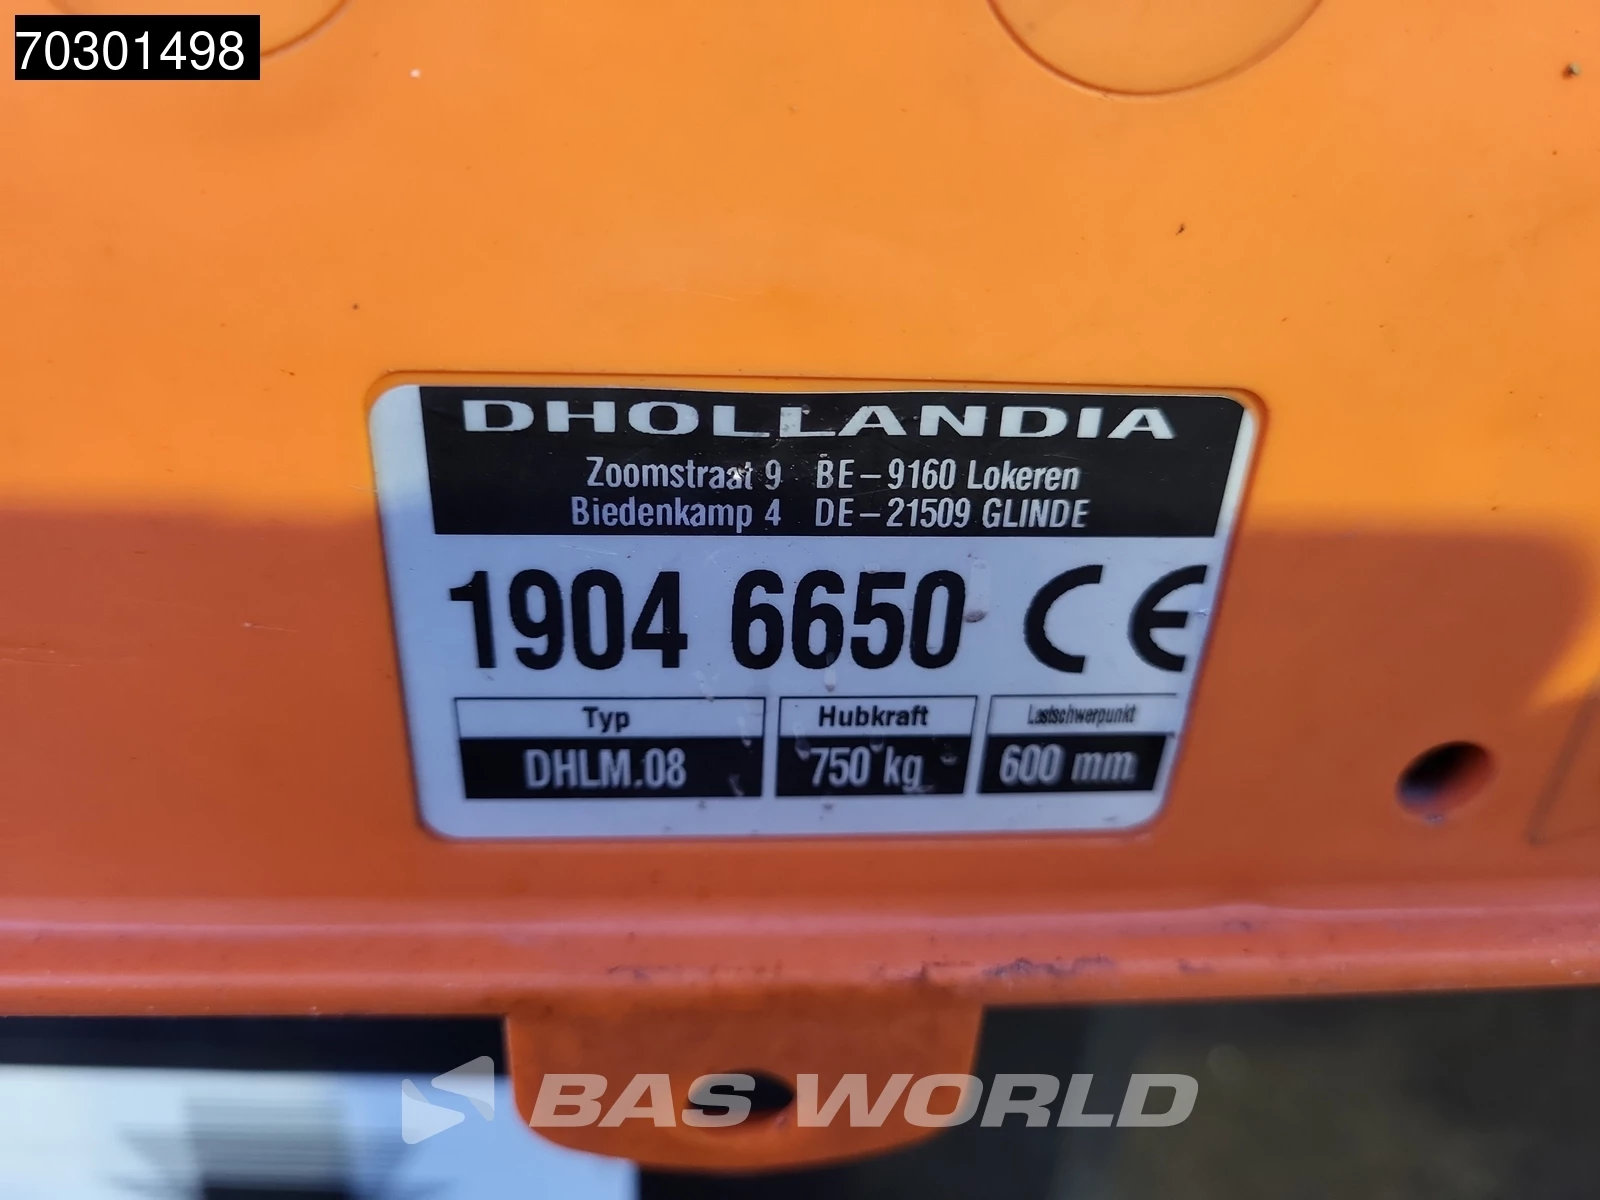 70301498
DHOLLANDIA
Zoomstraat 9 BE-9160 Lokeren
Biedenkamp 4 DE-21509 GLINDE
1904 6650 CE
Typ Hubkraft Lastschwerpunkt
DHLM.08 750 kg 600 mm
BAS WORLD